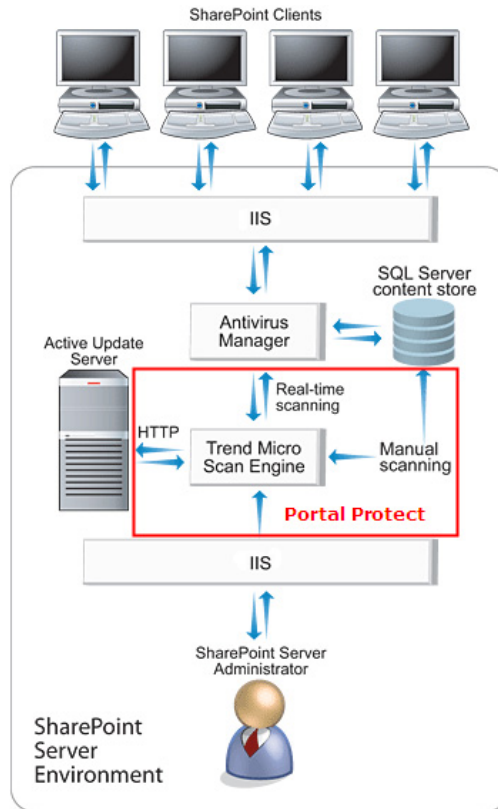 SharePoint Clients
IIS
SQL Server
content store
Antivirus
Manager
Active Update
Server
Real-time
scanning
HTTP
Trend Micro
Scan Engine
Manual
scanning
Portal Protect
IIS
SharePoint Server
Administrator
SharePoint
Server
Environment